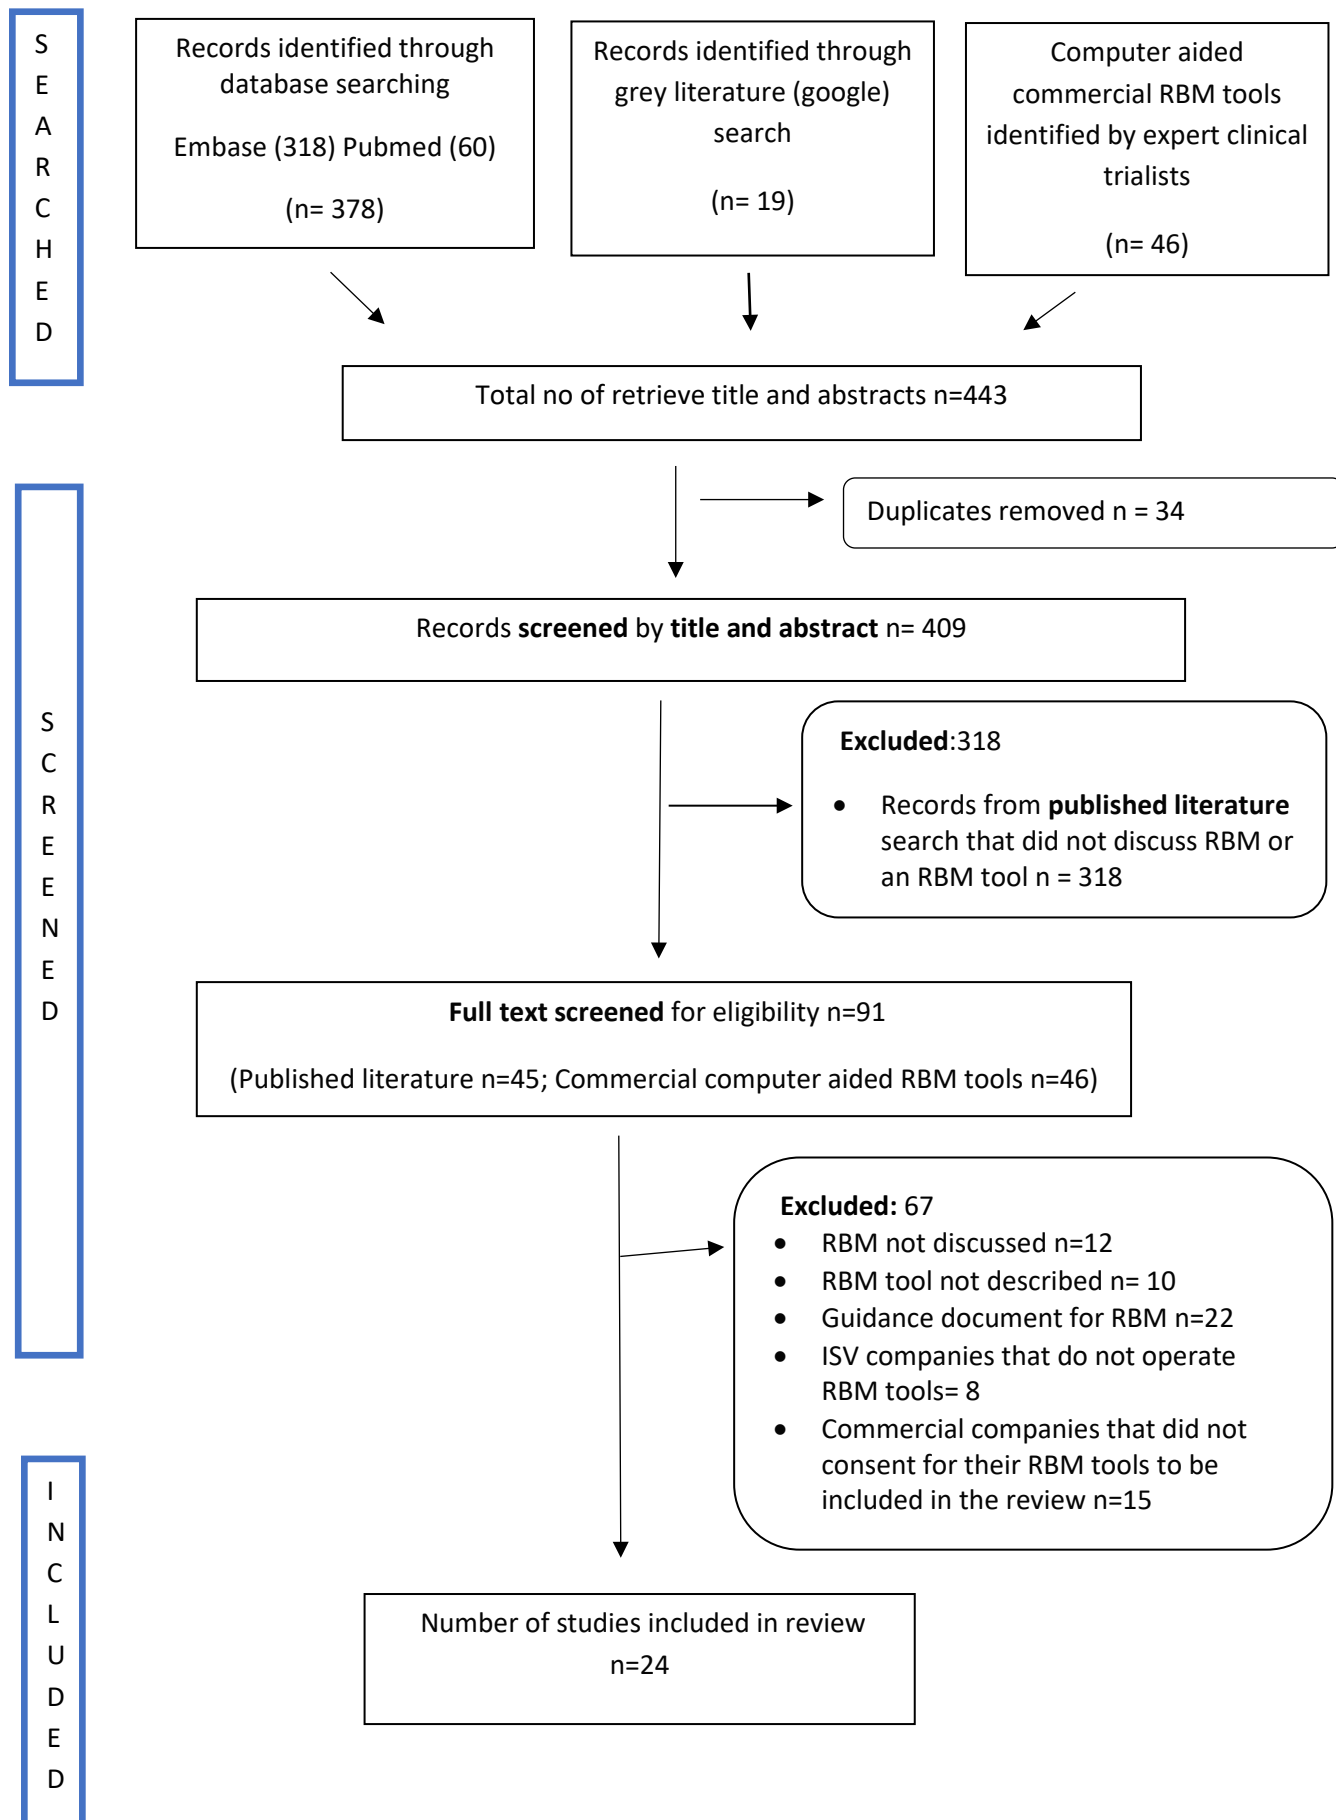 S
E
A
R
C
H
E
D
Records identified through
database searching
Embase (318) Pubmed (60)
(n= 378)
Records identified through
grey literature (google)
search
(n= 19)
Computer aided
commercial RBM tools
identified by expert clinical
trialists
(n= 46)
Total no of retrieve title and abstracts n=443
Duplicates removed n = 34
S
C
R
E
E
N
E
D
Records screened by title and abstract n= 409
Excluded:318
• Records from published literature
search that did not discuss RBM or
an RBM tool n = 318
Full text screened for eligibility n=91
(Published literature n=45; Commercial computer aided RBM tools n=46)
Excluded: 67
• RBM not discussed n=12
• RBM tool not described n= 10
• Guidance document for RBM n=22
• ISV companies that do not operate
RBM tools= 8
• Commercial companies that did not
consent for their RBM tools to be
included in the review n=15
I
N
C
L
U
D
E
D
Number of studies included in review
n=24